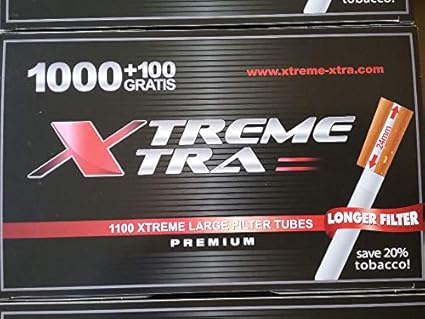 tobacco!
1000 +100
GRATIS
www.xtreme-xtra.com
XTREME
XTRA
24mm
1100 XTREME LARGE FILTER TUBES
LONGER FILTER
PREMIUM
save 20%
tobacco!